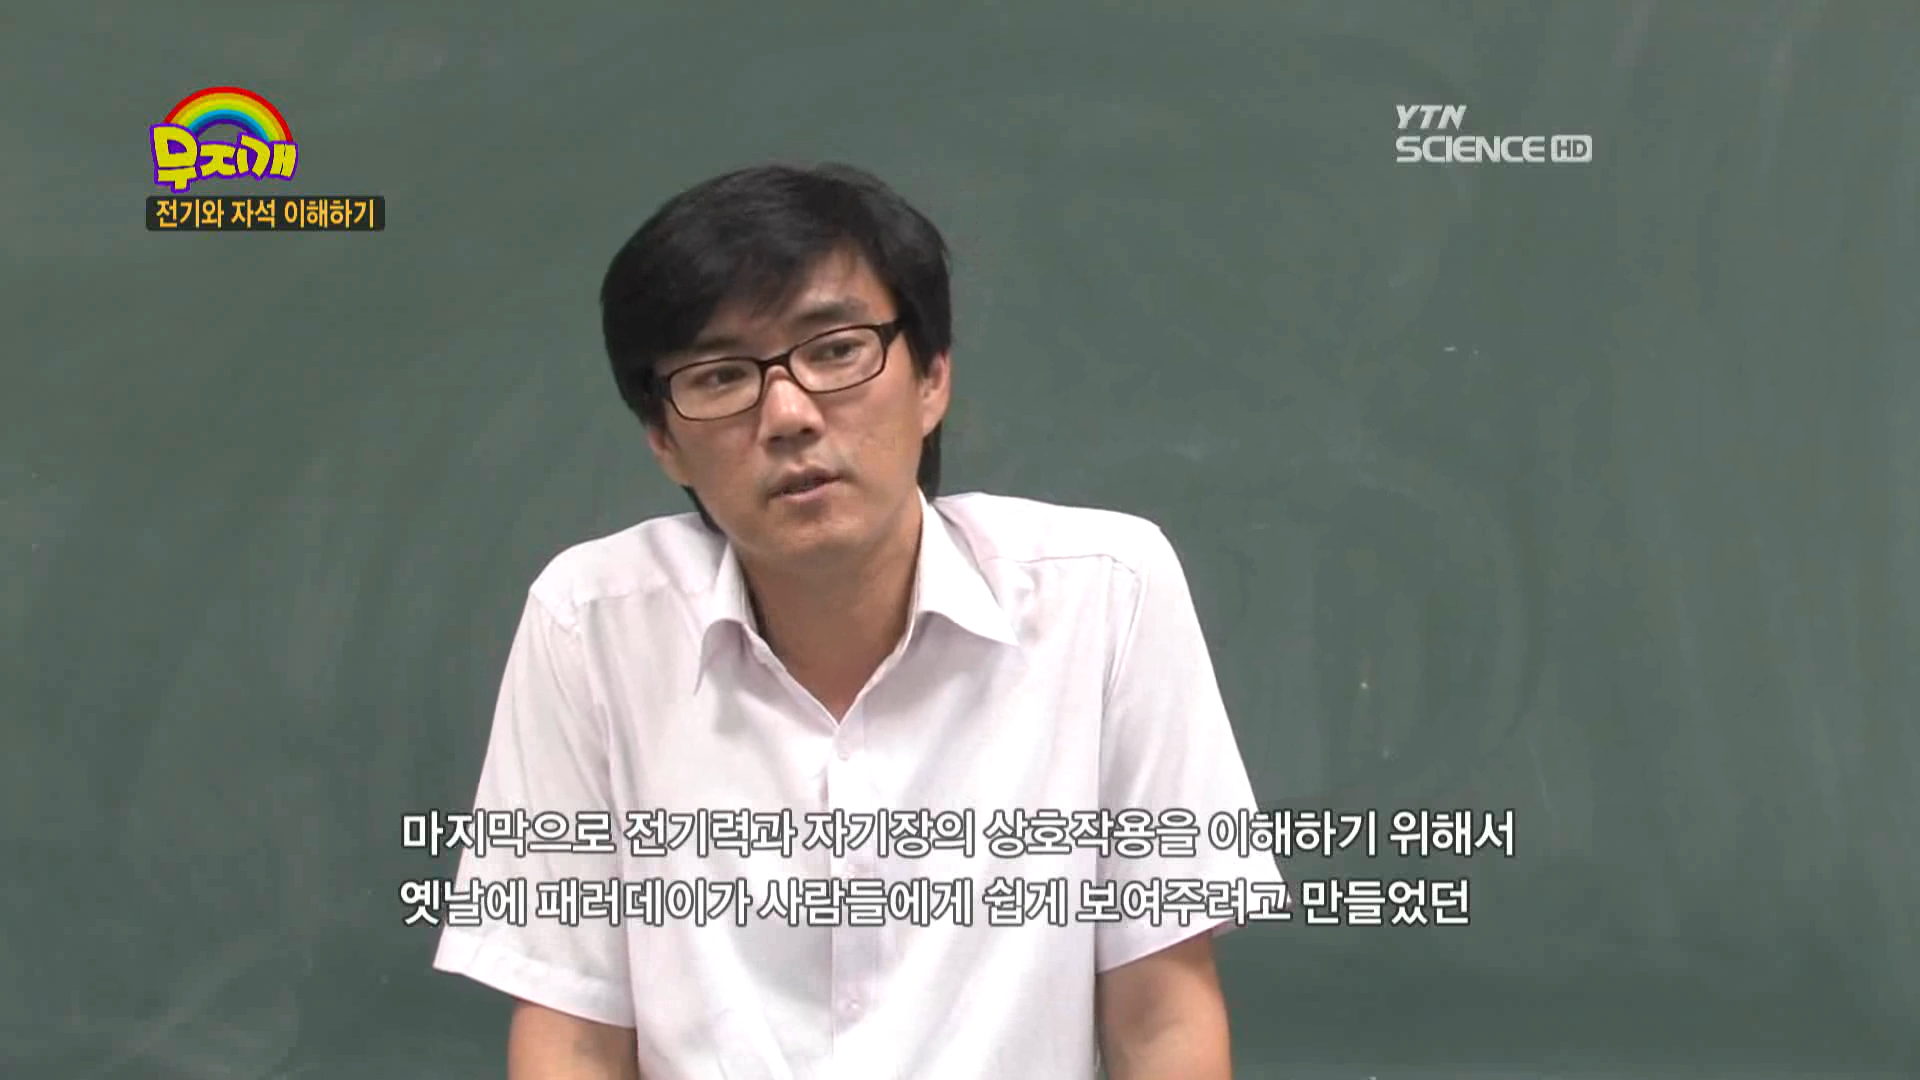 무지개
전기와 자석 이해하기
YTN
SCIENCE HD
마지막으로 전기력과 자기장의 상호작용을 이해하기 위해서
옛날에 패러데이가 사람들에게 쉽게 보여주려고 만들었던